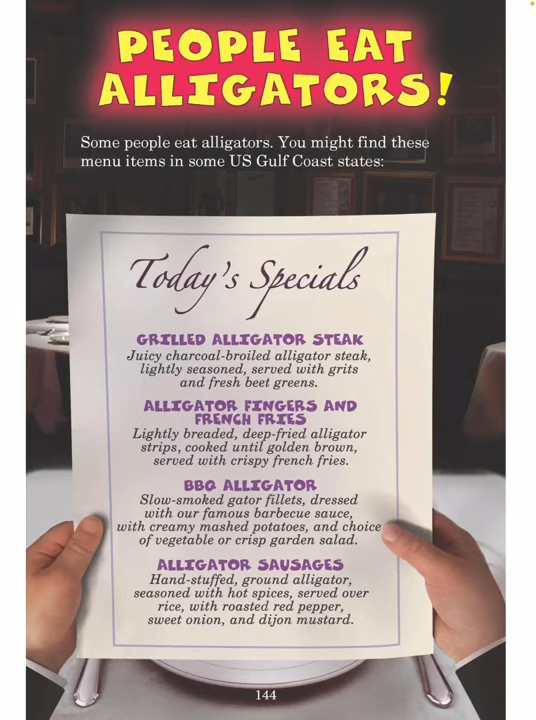 PEOPLE EAT
ALLIGATORS!
Some people eat alligators. You might find these
menu items in some US Gulf Coast states:
Today's Specials
GRILLED ALLIGATOR STEAK
Juicy charcoal-broiled alligator steak,
lightly seasoned, served with grits
and fresh beet greens.
ALLIGATOR FINGERS AND
FRENCH FRIES
Lightly breaded, deep-fried alligator
strips, cooked until golden brown,
served with crispy french fries.
BBQ ALLIGATOR
Slow-smoked gator fillets, dressed
with our famous barbecue sauce,
with creamy mashed potatoes, and choice
of vegetable or crisp garden salad.
ALLIGATOR SAUSAGES
Hand-stuffed, ground alligator,
seasoned with hot spices, served over
rice, with roasted red pepper,
sweet onion, and dijon mustard.
144